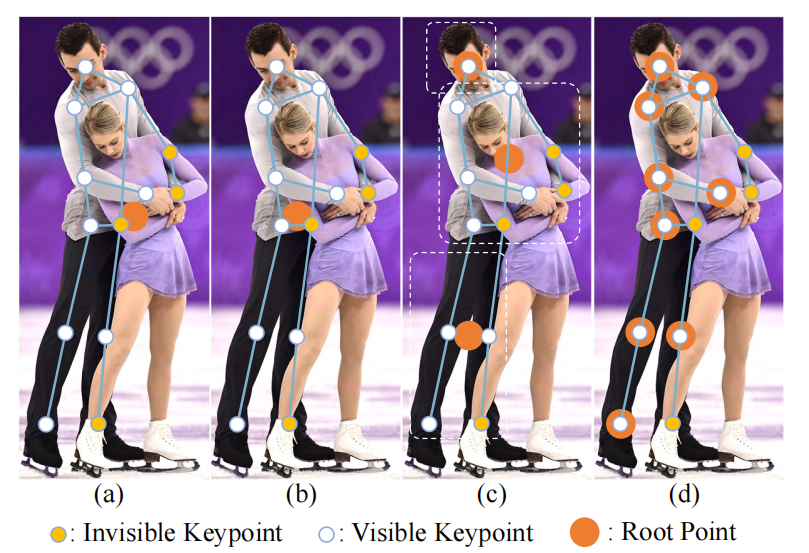 (a) (b) (c) (d)
: Invisible Keypoint : Visible Keypoint : Root Point